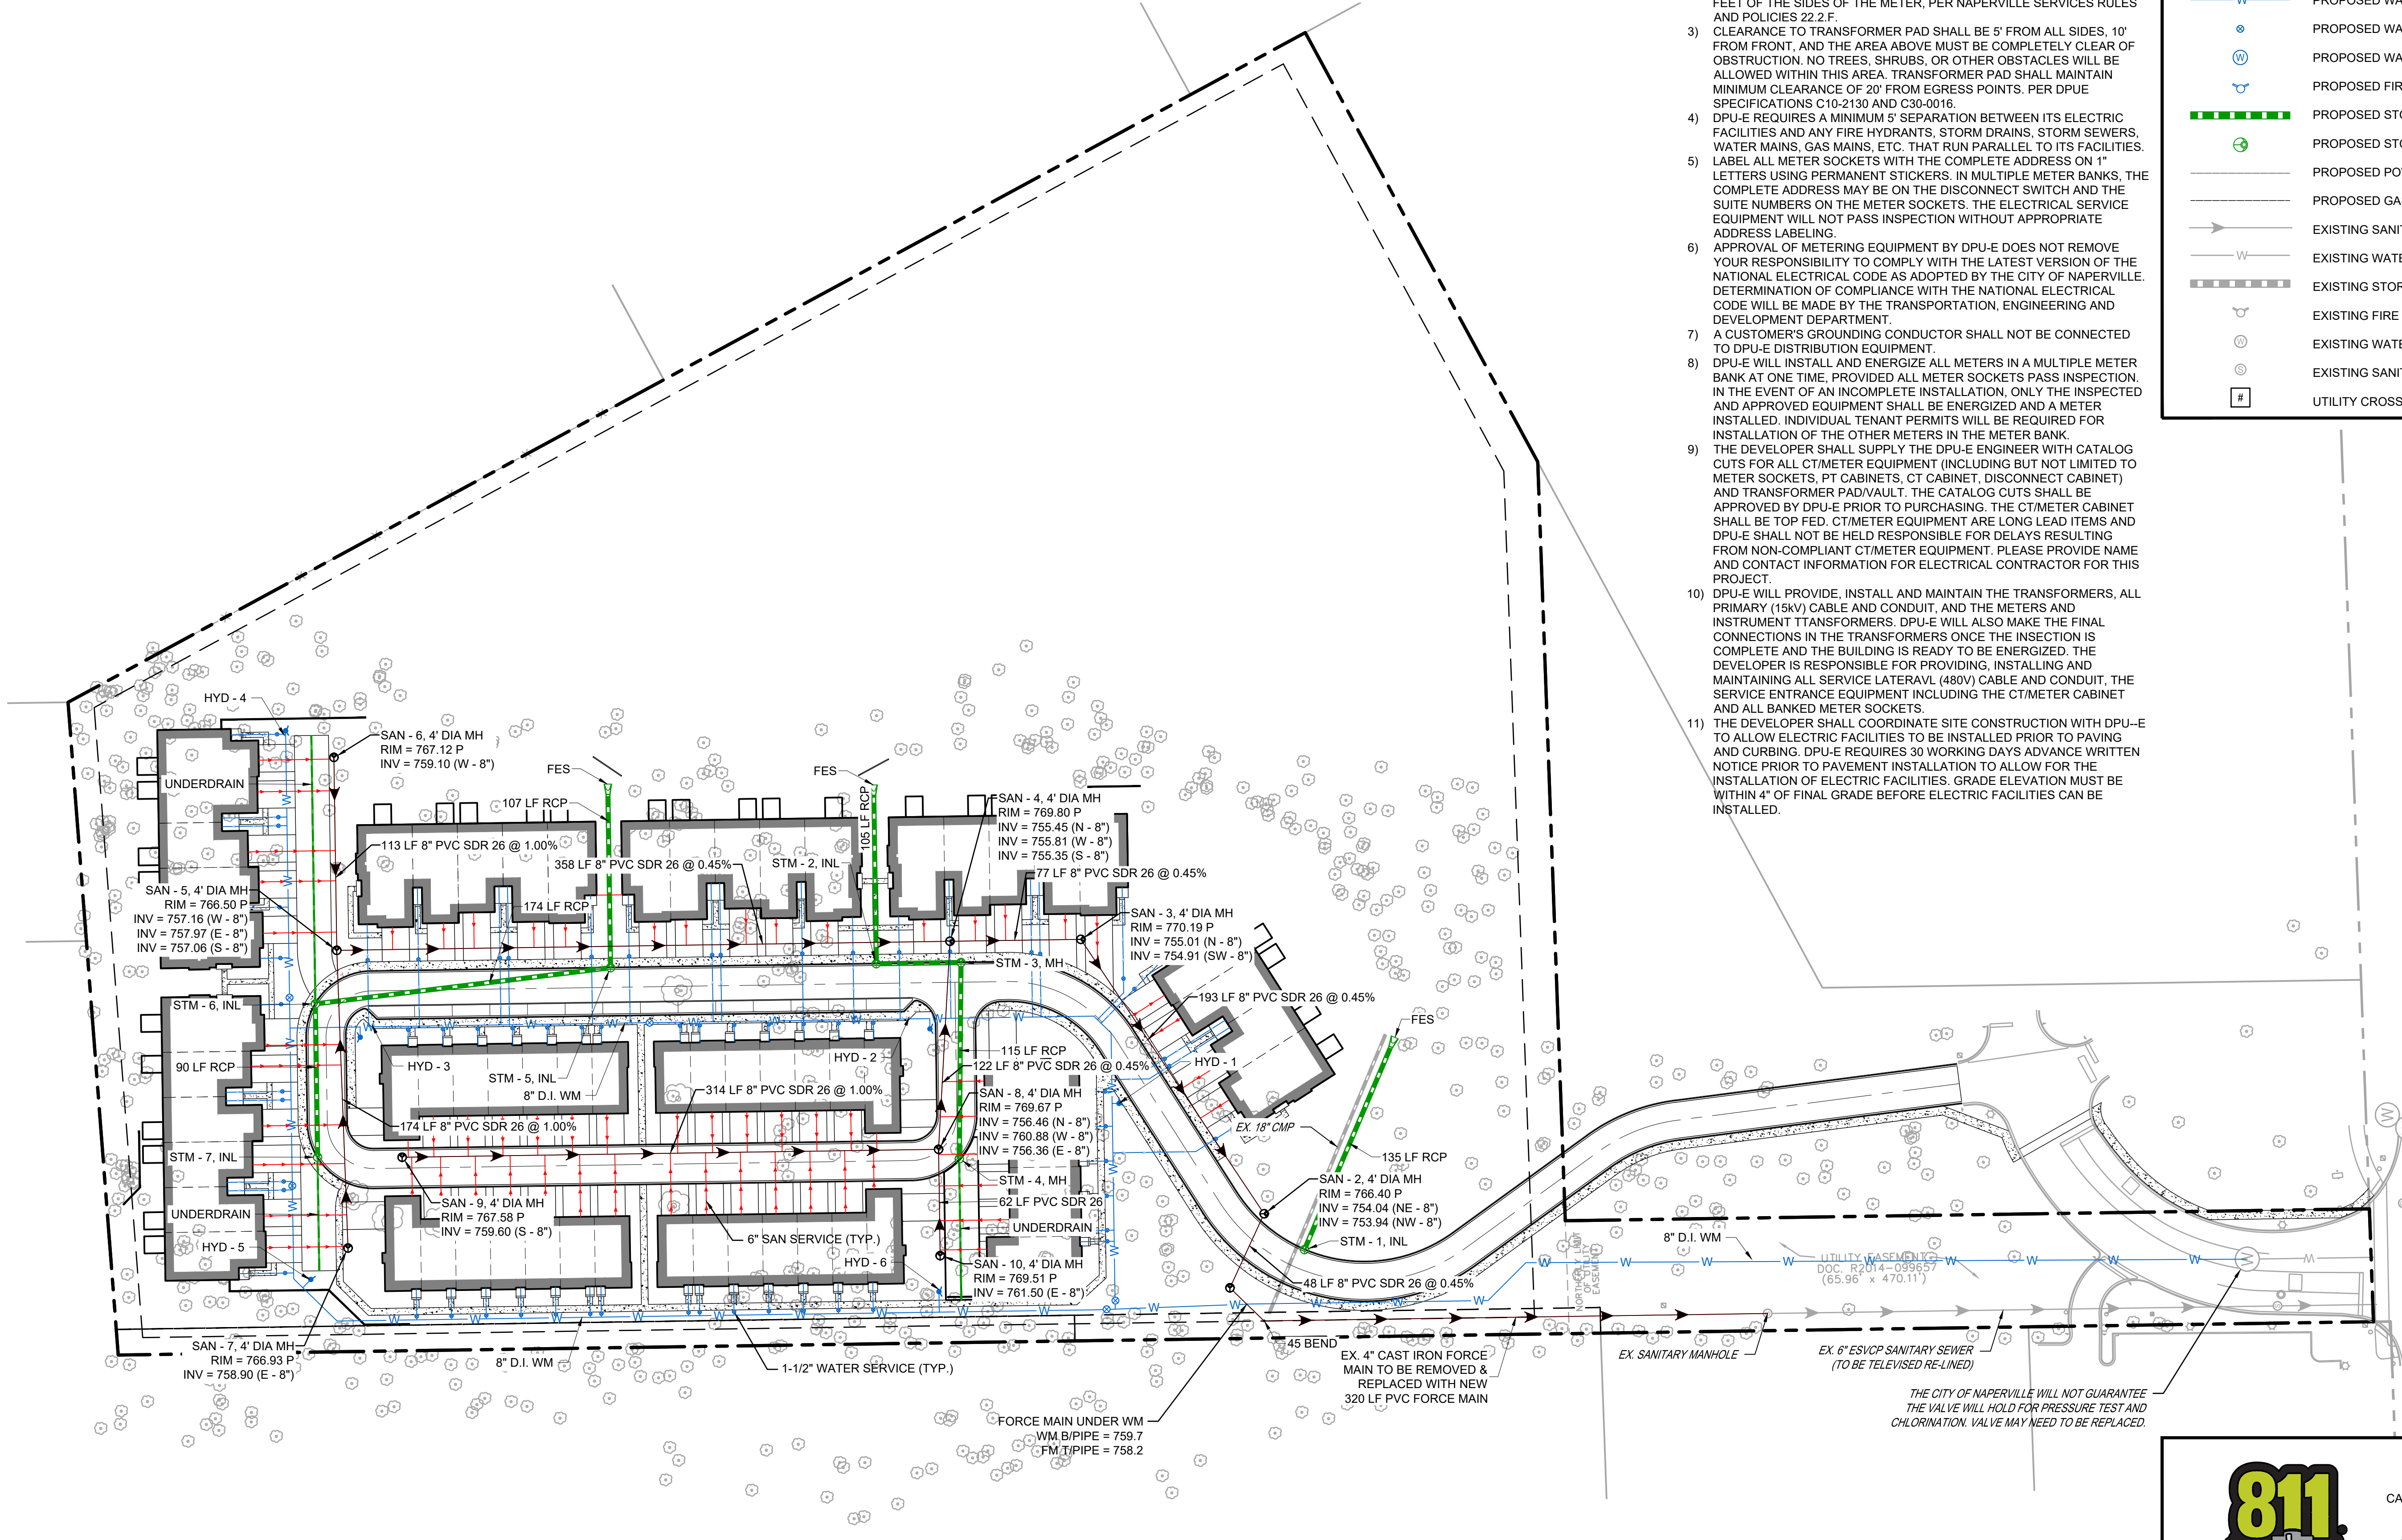 FEET OF THE SIDES OF THE METER, PER NAPERVILLE SERVICES RULES
AND POLICIES 22.2.F.
3) CLEARANCE TO TRANSFORMER PAD SHALL BE 5' FROM ALL SIDES, 10'
FROM FRONT, AND THE AREA ABOVE MUST BE COMPLETELY CLEAR OF
OBSTRUCTION. NO TREES, SHRUBS, OR OTHER OBSTACLES WILL BE
ALLOWED WITHIN THIS AREA. TRANSFORMER PAD SHALL MAINTAIN
MINIMUM CLEARANCE OF 20' FROM EGRESS POINTS. PER DPUE
SPECIFICATIONS C10-2130 AND C30-0016.
4) DPU-E REQUIRES A MINIMUM 5' SEPARATION BETWEEN ITS ELECTRIC
FACILITIES AND ANY FIRE HYDRANTS, STORM DRAINS, STORM SEWERS,
WATER MAINS, GAS MAINS, ETC. THAT RUN PARALLEL TO ITS FACILITIES.
5) LABEL ALL METER SOCKETS WITH THE COMPLETE ADDRESS ON 1"
LETTERS USING PERMANENT STICKERS. IN MULTIPLE METER BANKS, THE
COMPLETE ADDRESS MAY BE ON THE DISCONNECT SWITCH AND THE
SUITE NUMBERS ON THE METER SOCKETS. THE ELECTRICAL SERVICE
EQUIPMENT WILL NOT PASS INSPECTION WITHOUT APPROPRIATE
ADDRESS LABELING.
6) APPROVAL OF METERING EQUIPMENT BY DPU-E DOES NOT REMOVE
YOUR RESPONSIBILITY TO COMPLY WITH THE LATEST VERSION OF THE
NATIONAL ELECTRICAL CODE AS ADOPTED BY THE CITY OF NAPERVILLE.
DETERMINATION OF COMPLIANCE WITH THE NATIONAL ELECTRICAL
CODE WILL BE MADE BY THE TRANSPORTATION, ENGINEERING AND
DEVELOPMENT DEPARTMENT.
7) A CUSTOMER'S GROUNDING CONDUCTOR SHALL NOT BE CONNECTED
TO DPU-E DISTRIBUTION EQUIPMENT.
8) DPU-E WILL INSTALL AND ENERGIZE ALL METERS IN A MULTIPLE METER
BANK AT ONE TIME, PROVIDED ALL METER SOCKETS PASS INSPECTION.
IN THE EVENT OF AN INCOMPLETE INSTALLATION, ONLY THE INSPECTED
AND APPROVED EQUIPMENT SHALL BE ENERGIZED AND A METER
INSTALLED. INDIVIDUAL TENANT PERMITS WILL BE REQUIRED FOR
INSTALLATION OF THE OTHER METERS IN THE METER BANK.
9) THE DEVELOPER SHALL SUPPLY THE DPU-E ENGINEER WITH CATALOG
CUTS FOR ALL CT/METER EQUIPMENT (INCLUDING BUT NOT LIMITED TO
METER SOCKETS, PT CABINETS, CT CABINET, DISCONNECT CABINET)
AND TRANSFORMER PAD/VAULT. THE CATALOG CUTS SHALL BE
APPROVED BY DPU-E PRIOR TO PURCHASING. THE CT/METER CABINET
SHALL BE TOP FED. CT/METER EQUIPMENT ARE LONG LEAD ITEMS AND
DPU-E SHALL NOT BE HELD RESPONSIBLE FOR DELAYS RESULTING
FROM NON-COMPLIANT CT/METER EQUIPMENT. PLEASE PROVIDE NAME
AND CONTACT INFORMATION FOR ELECTRICAL CONTRACTOR FOR THIS
PROJECT.
10) DPU-E WILL PROVIDE, INSTALL AND MAINTAIN THE TRANSFORMERS, ALL
PRIMARY (15kV) CABLE AND CONDUIT, AND THE METERS AND
INSTRUMENT TTANSFORMERS. DPU-E WILL ALSO MAKE THE FINAL
CONNECTIONS IN THE TRANSFORMERS ONCE THE INSECTION IS
COMPLETE AND THE BUILDING IS READY TO BE ENERGIZED. THE
DEVELOPER IS RESPONSIBLE FOR PROVIDING, INSTALLING AND
MAINTAINING ALL SERVICE LATERAVL (480V) CABLE AND CONDUIT, THE
SERVICE ENTRANCE EQUIPMENT INCLUDING THE CT/METER CABINET
AND ALL BANKED METER SOCKETS.
11) THE DEVELOPER SHALL COORDINATE SITE CONSTRUCTION WITH DPU--E
TO ALLOW ELECTRIC FACILITIES TO BE INSTALLED PRIOR TO PAVING
AND CURBING. DPU-E REQUIRES 30 WORKING DAYS ADVANCE WRITTEN
NOTICE PRIOR TO PAVEMENT INSTALLATION TO ALLOW FOR THE
INSTALLATION OF ELECTRIC FACILITIES. GRADE ELEVATION MUST BE
WITHIN 4" OF FINAL GRADE BEFORE ELECTRIC FACILITIES CAN BE
INSTALLED.
W PROPOSED WA
PROPOSED WA
W PROPOSED WA
PROPOSED FIR
PROPOSED STO
PROPOSED STO
PROPOSED PO
PROPOSED GA
EXISTING SANI
W EXISTING WATE
EXISTING STOR
EXISTING FIRE
W EXISTING WATE
S EXISTING SANI
# UTILITY CROSS
HYD - 4
SAN - 6, 4' DIA MH
RIM = 767.12 P
INV = 759.10 (W - 8")
UNDERDRAIN
FES
107 LF RCP
FES
105 LF RCP
SAN - 4, 4' DIA MH
RIM = 769.80 P
INV = 755.45 (N - 8")
INV = 755.81 (W - 8")
INV = 755.35 (S - 8")
113 LF 8" PVC SDR 26 @ 1.00%
358 LF 8" PVC SDR 26 @ 0.45%
STM - 2, INL
77 LF 8" PVC SDR 26 @ 0.45%
SAN - 5, 4' DIA MH
RIM = 766.50 P
INV = 757.16 (W - 8")
INV = 757.97 (E - 8")
INV = 757.06 (S - 8")
174 LF RCP
SAN - 3, 4' DIA MH
RIM = 770.19 P
INV = 755.01 (N - 8")
INV = 754.91 (SW - 8")
STM - 3, MH
STM - 6, INL
193 LF 8" PVC SDR 26 @ 0.45%
FES
90 LF RCP
HYD - 3
STM - 5, INL
8" D.I. WM
HYD - 2
115 LF RCP
122 LF 8" PVC SDR 26 @ 0.45%
HYD - 1
314 LF 8" PVC SDR 26 @ 1.00%
SAN - 8, 4' DIA MH
RIM = 769.67 P
INV = 756.46 (N - 8")
INV = 760.88 (W - 8")
INV = 756.36 (E - 8")
174 LF 8" PVC SDR 26 @ 1.00%
EX. 18" CMP
135 LF RCP
STM - 7, INL
STM - 4, MH
SAN - 2, 4' DIA MH
RIM = 766.40 P
INV = 754.04 (NE - 8")
INV = 753.94 (NW - 8")
SAN - 9, 4' DIA MH
RIM = 767.58 P
INV = 759.60 (S - 8")
62 LF PVC SDR 26
UNDERDRAIN
UNDERDRAIN
6" SAN SERVICE (TYP.)
STM - 1, INL
HYD - 5
HYD - 6
SAN - 10, 4' DIA MH
RIM = 769.51 P
INV = 761.50 (E - 8")
48 LF 8" PVC SDR 26 @ 0.45%
8" D.I. WM
NORTHERLY LIMIT
OF UTILITY
EASEMENT
UTILITY EASEMENT
DOC. R2014-099657
(65.96' x 470.11')
SAN - 7, 4' DIA MH
RIM = 766.93 P
INV = 758.90 (E - 8")
8" D.I. WM
1-1/2" WATER SERVICE (TYP.)
45 BEND
EX. 4" CAST IRON FORCE
MAIN TO BE REMOVED &
REPLACED WITH NEW
320 LF PVC FORCE MAIN
EX. SANITARY MANHOLE
EX. 6" ESVCP SANITARY SEWER
(TO BE TELEVISED RE-LINED)
FORCE MAIN UNDER WM
WM B/PIPE = 759.7
FM T/PIPE = 758.2
THE CITY OF NAPERVILLE WILL NOT GUARANTEE
THE VALVE WILL HOLD FOR PRESSURE TEST AND
CHLORINATION. VALVE MAY NEED TO BE REPLACED.
811
CA